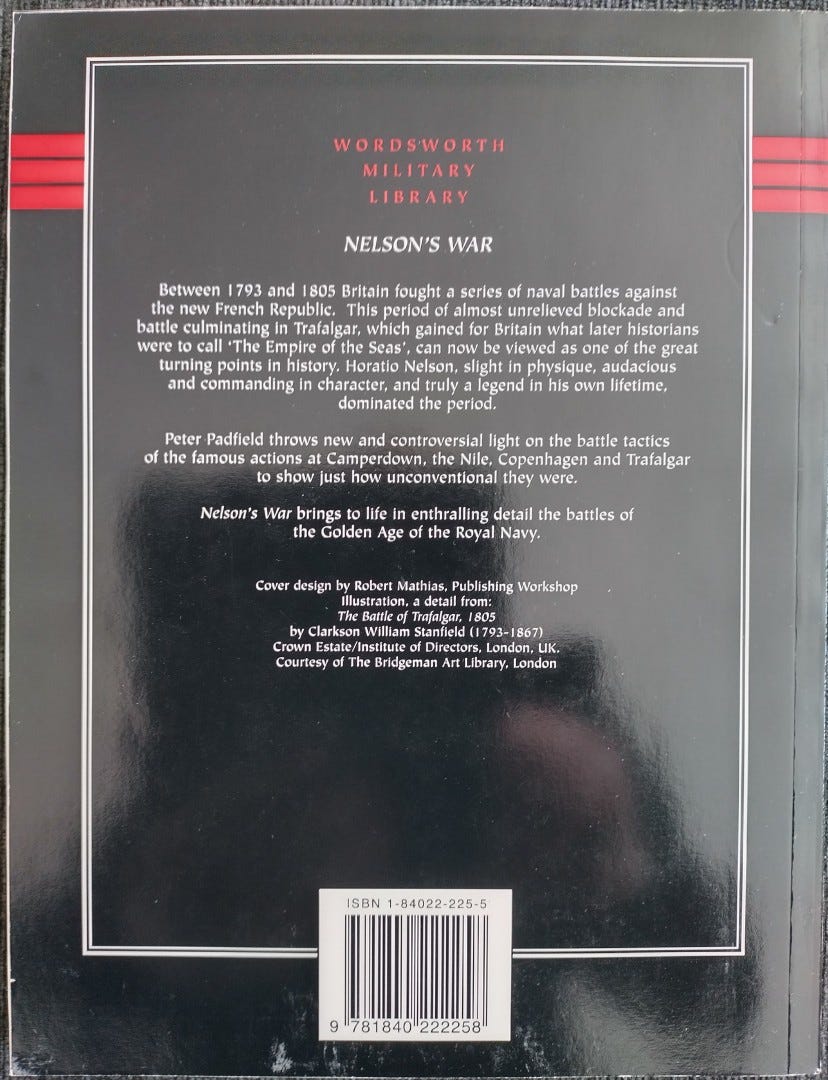 WORDSWORTH
MILITARY
LIBRARY
NELSON'S WAR
Between 1793 and 1805 Britain fought a series of naval battles against
the new French Republic. This period of almost unrelieved blockade and
battle culminating in Trafalgar, which gained for Britain what later historians
were to call 'The Empire of the Seas', can now be viewed as one of the great
turning points in history. Horatio Nelson, slight in physique, audacious
and commanding in character, and truly a legend in his own lifetime,
dominated the period.
Peter Padfield throws new and controversial light on the battle tactics
of the famous actions at Camperdown, the Nile, Copenhagen and Trafalgar
to show just how unconventional they were.
Nelson's War brings to life in enthralling detail the battles of
the Golden Age of the Royal Navy.
Cover design by Robert Mathias, Publishing Workshop
Illustration, a detail from:
The Battle of Trafalgar, 1805
by Clarkson William Stanfield (1793-1867)
Crown Estate/Institute of Directors, London, UK.
Courtesy of The Bridgeman Art Library, London
ISBN 1-84022-225-5
9 781840 222258